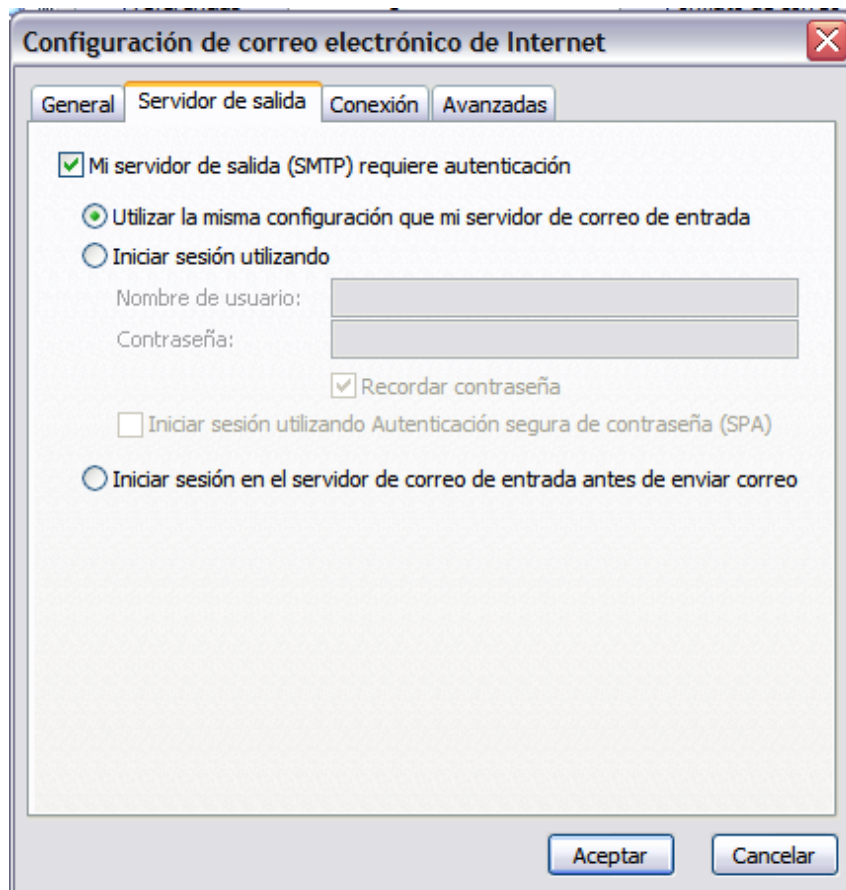 Configuración de correo electrónico de Internet
General Servidor de salida Conexión Avanzadas
Mi servidor de salida (SMTP) requiere autenticación
Utilizar la misma configuración que mi servidor de correo de entrada
Iniciar sesión utilizando
Nombre de usuario:
Contraseña:
Recordar contraseña
Iniciar sesión utilizando Autenticación segura de contraseña (SPA)
Iniciar sesión en el servidor de correo de entrada antes de enviar correo
Aceptar Cancelar